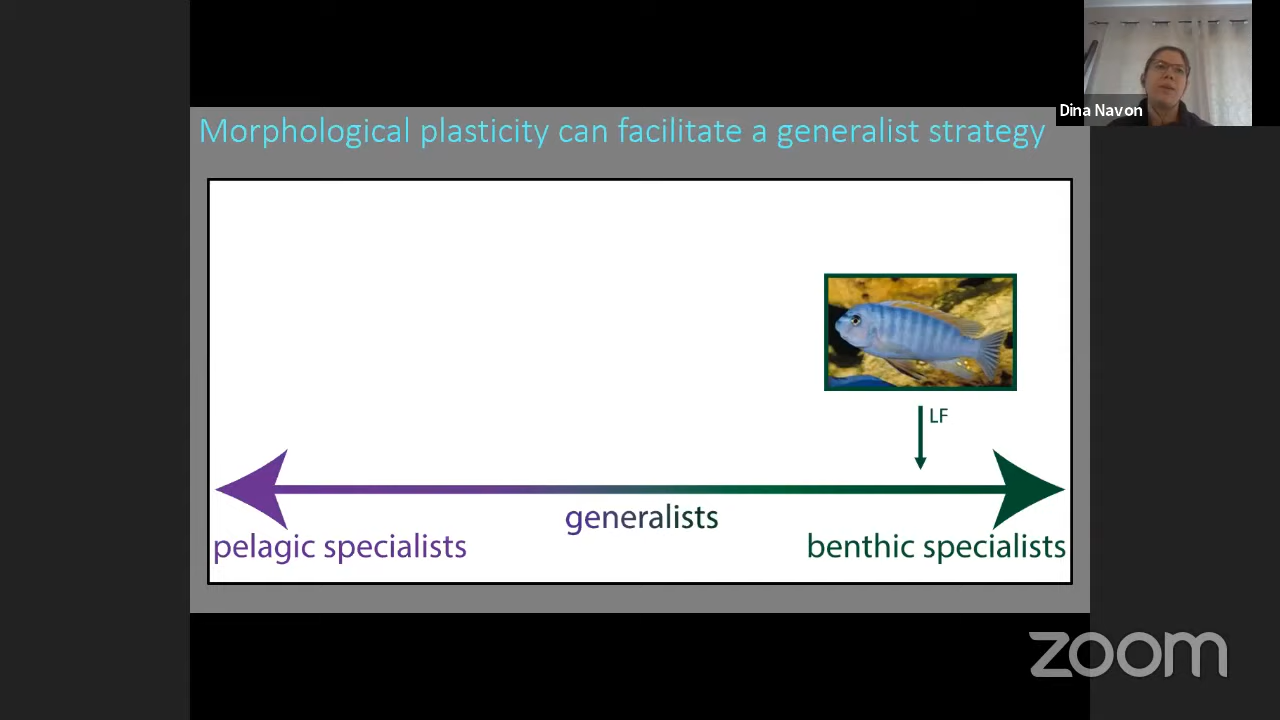 Morphological plasticity can facilitate a generalist strategy
Dina Navon
LF
generalists
pelagic specialists
benthic specialists
zoom